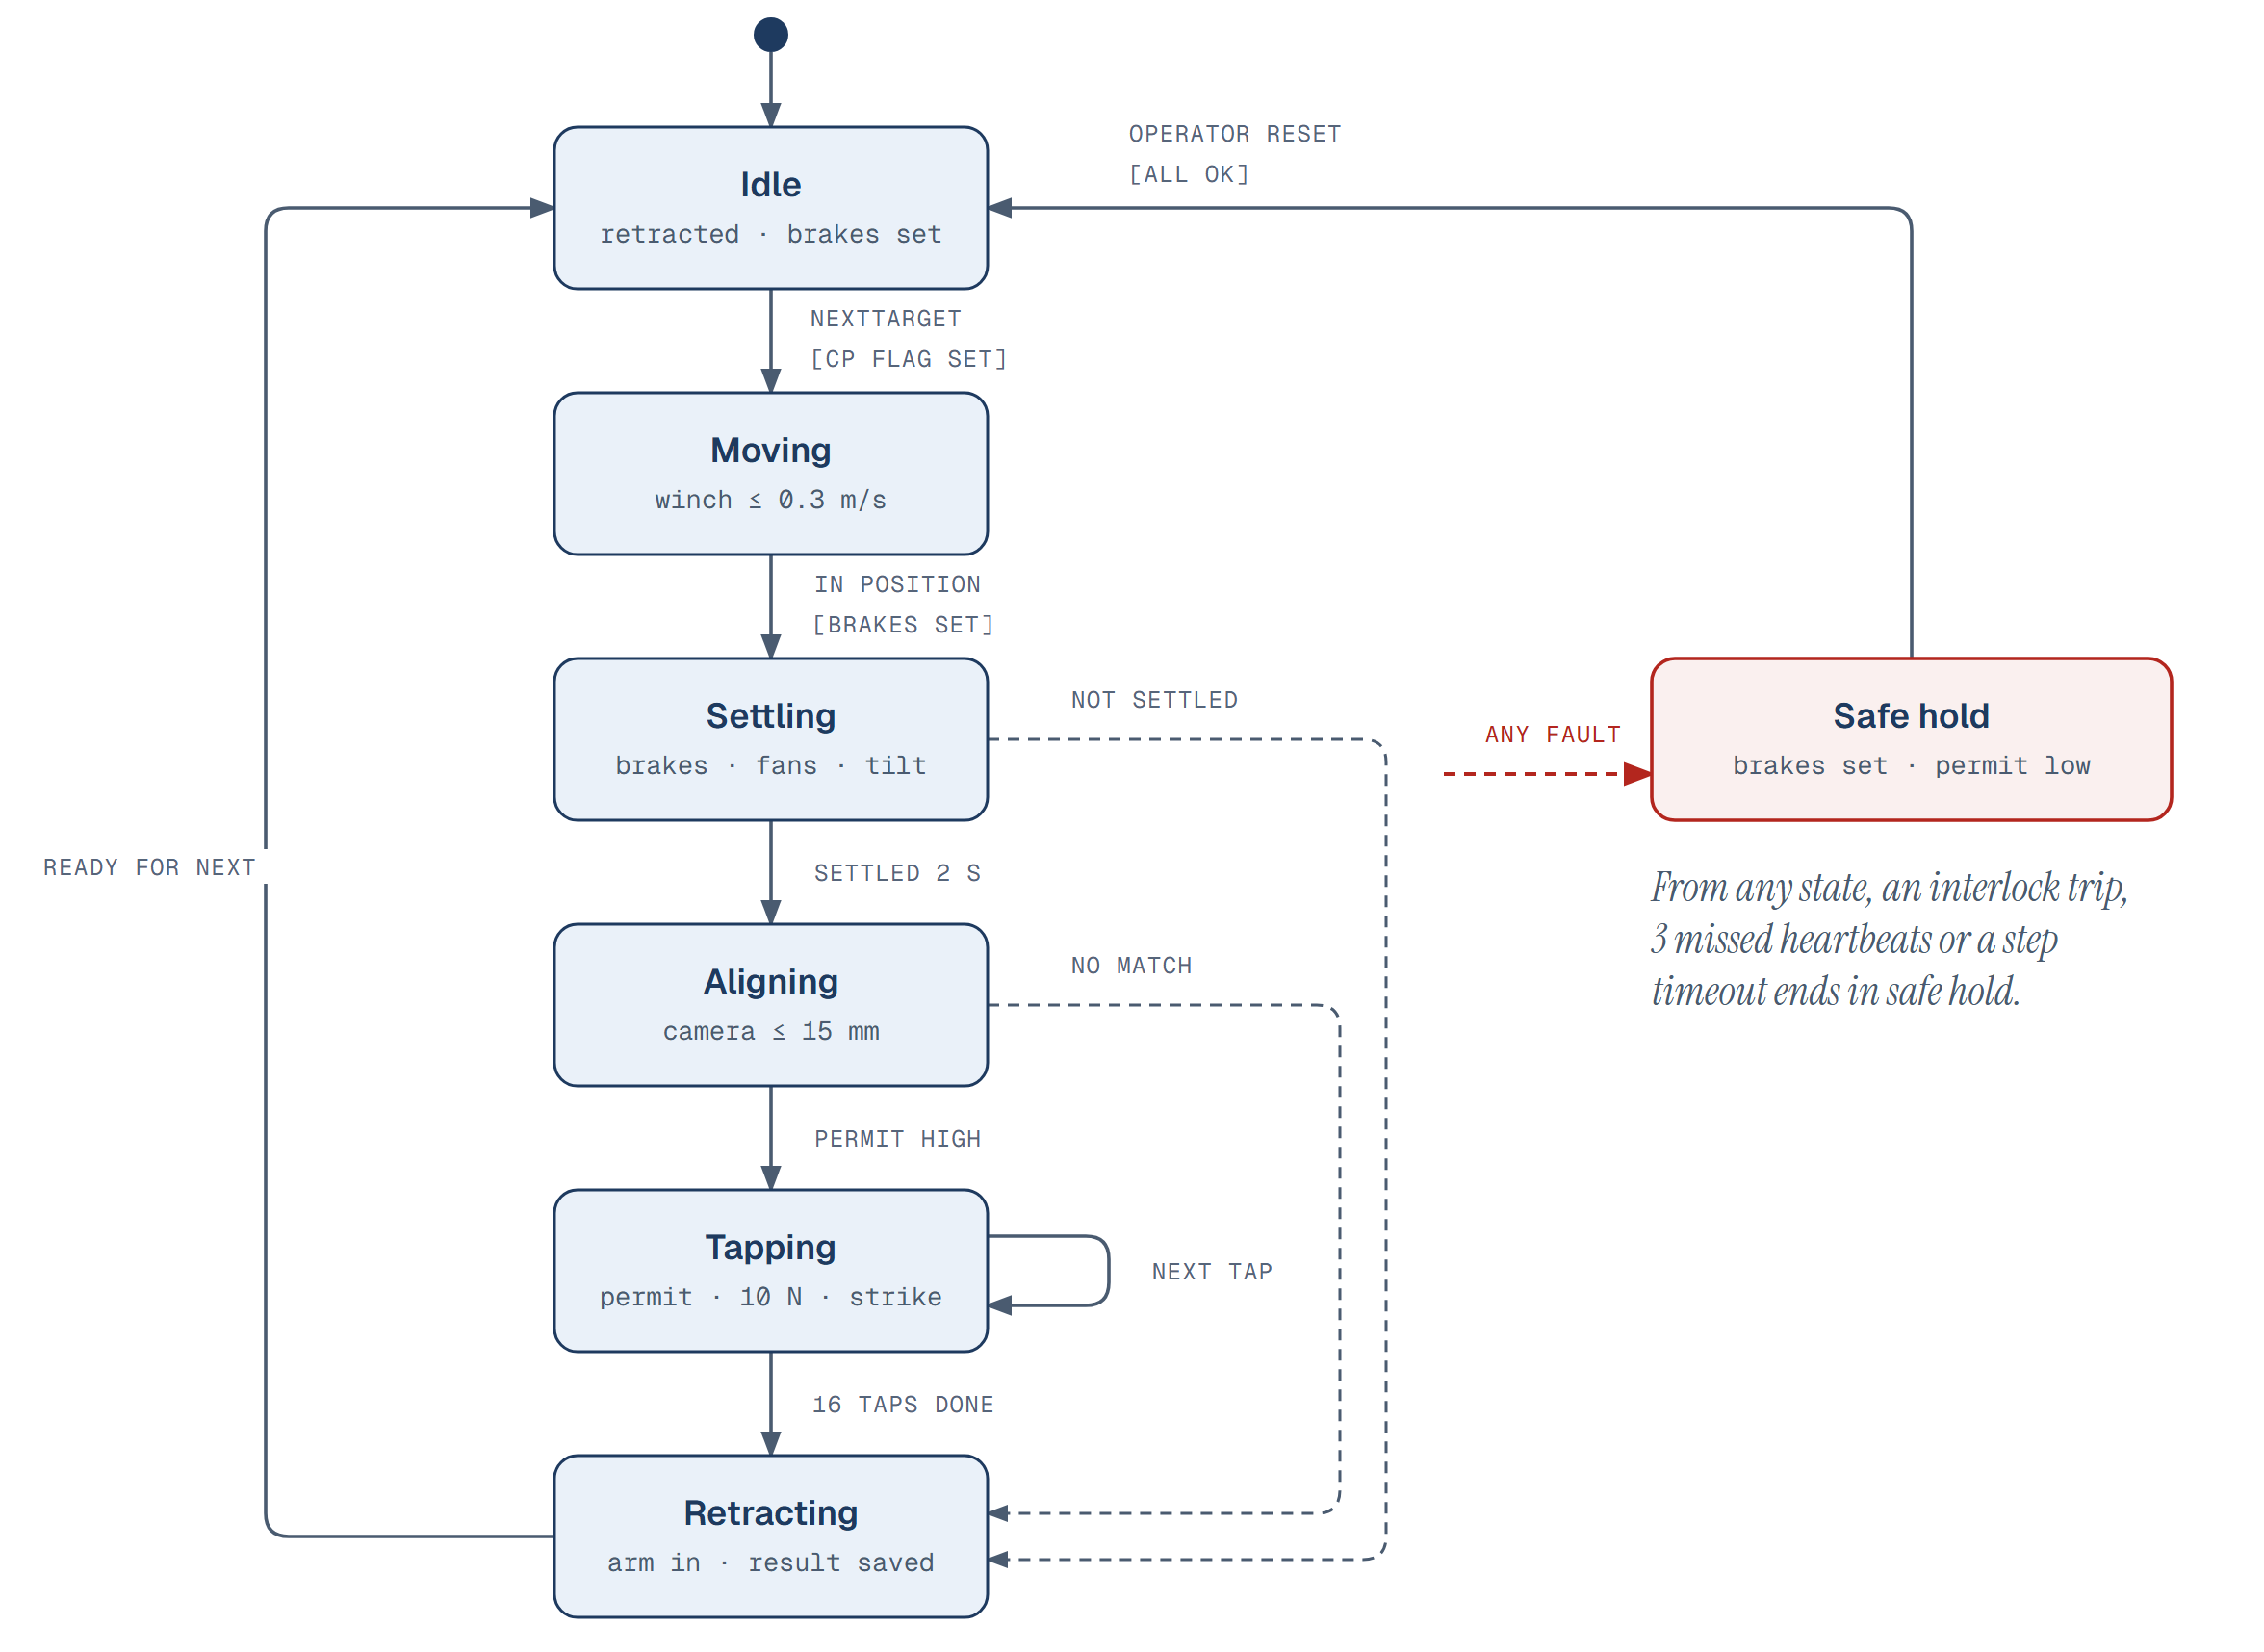 OPERATOR RESET
[ALL OK]
Idle
retracted · brakes set
NEXTTARGET
[CP FLAG SET]
Moving
winch ≤ 0.3 m/s
IN POSITION
[BRAKES SET]
Settling
brakes · fans · tilt
NOT SETTLED
ANY FAULT
Safe hold
brakes set · permit low
READY FOR NEXT
SETTLED 2 S
From any state, an interlock trip,
3 missed heartbeats or a step
timeout ends in safe hold.
Aligning
camera ≤ 15 mm
NO MATCH
PERMIT HIGH
Tapping
permit · 10 N · strike
NEXT TAP
16 TAPS DONE
Retracting
arm in · result saved